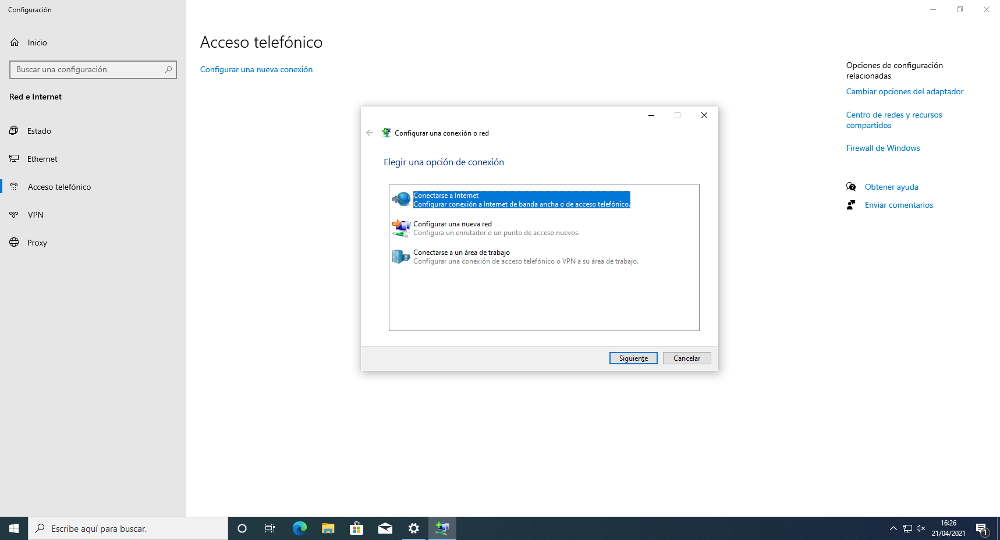 Configuración
Inicio
Buscar una configuración
Red e Internet
Estado
Ethernet
Acceso telefónico
VPN
Proxy
Acceso telefónico
Configurar una nueva conexión
Configurar una conexión o red
Elegir una opción de conexión
Conectarse a Internet
Configurar conexión a Internet de banda ancha o de acceso telefónico.
Configurar una nueva red
Configura un enrutador o un punto de acceso nuevos.
Conectarse a un área de trabajo
Configurar una conexión de acceso telefónico o VPN a su área de trabajo.
Siguiente
Cancelar
Opciones de configuración
relacionadas
Cambiar opciones del adaptador
Centro de redes y recursos
compartidos
Firewall de Windows
Obtener ayuda
Enviar comentarios
Escribe aquí para buscar.
16:26
21/04/2021
1